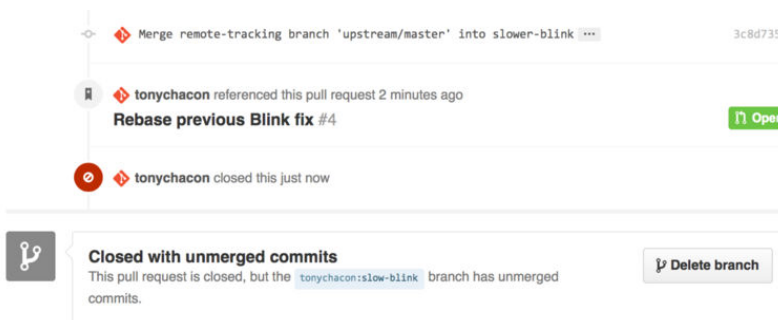 Merge remote-tracking branch 'upstream/master' into slower-blink ... 3c8d735
tonychacon referenced this pull request 2 minutes ago
Rebase previous Blink fix #4
tonychacon closed this just now
Closed with unmerged commits
This pull request is closed, but the tonychacon:slow-blink branch has unmerged
commits.
Delete branch